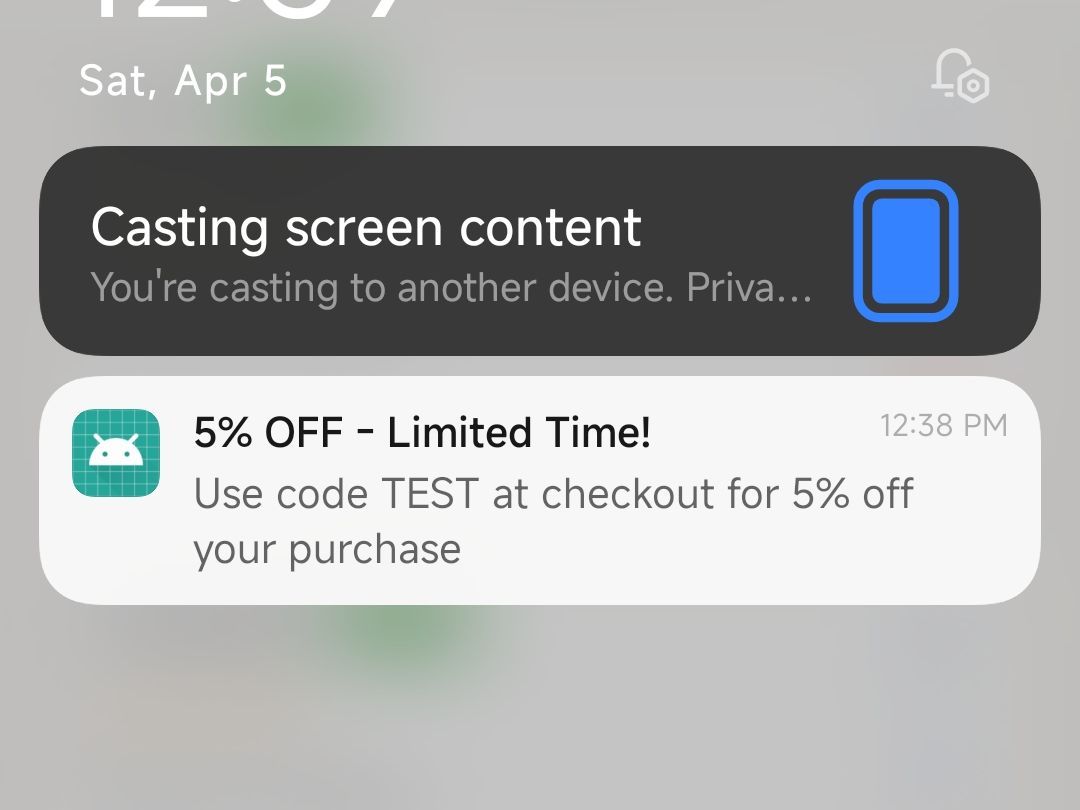 Sat, Apr 5
Casting screen content
You're casting to another device. Priva...
5% OFF - Limited Time!
12:38 PM
Use code TEST at checkout for 5% off
your purchase